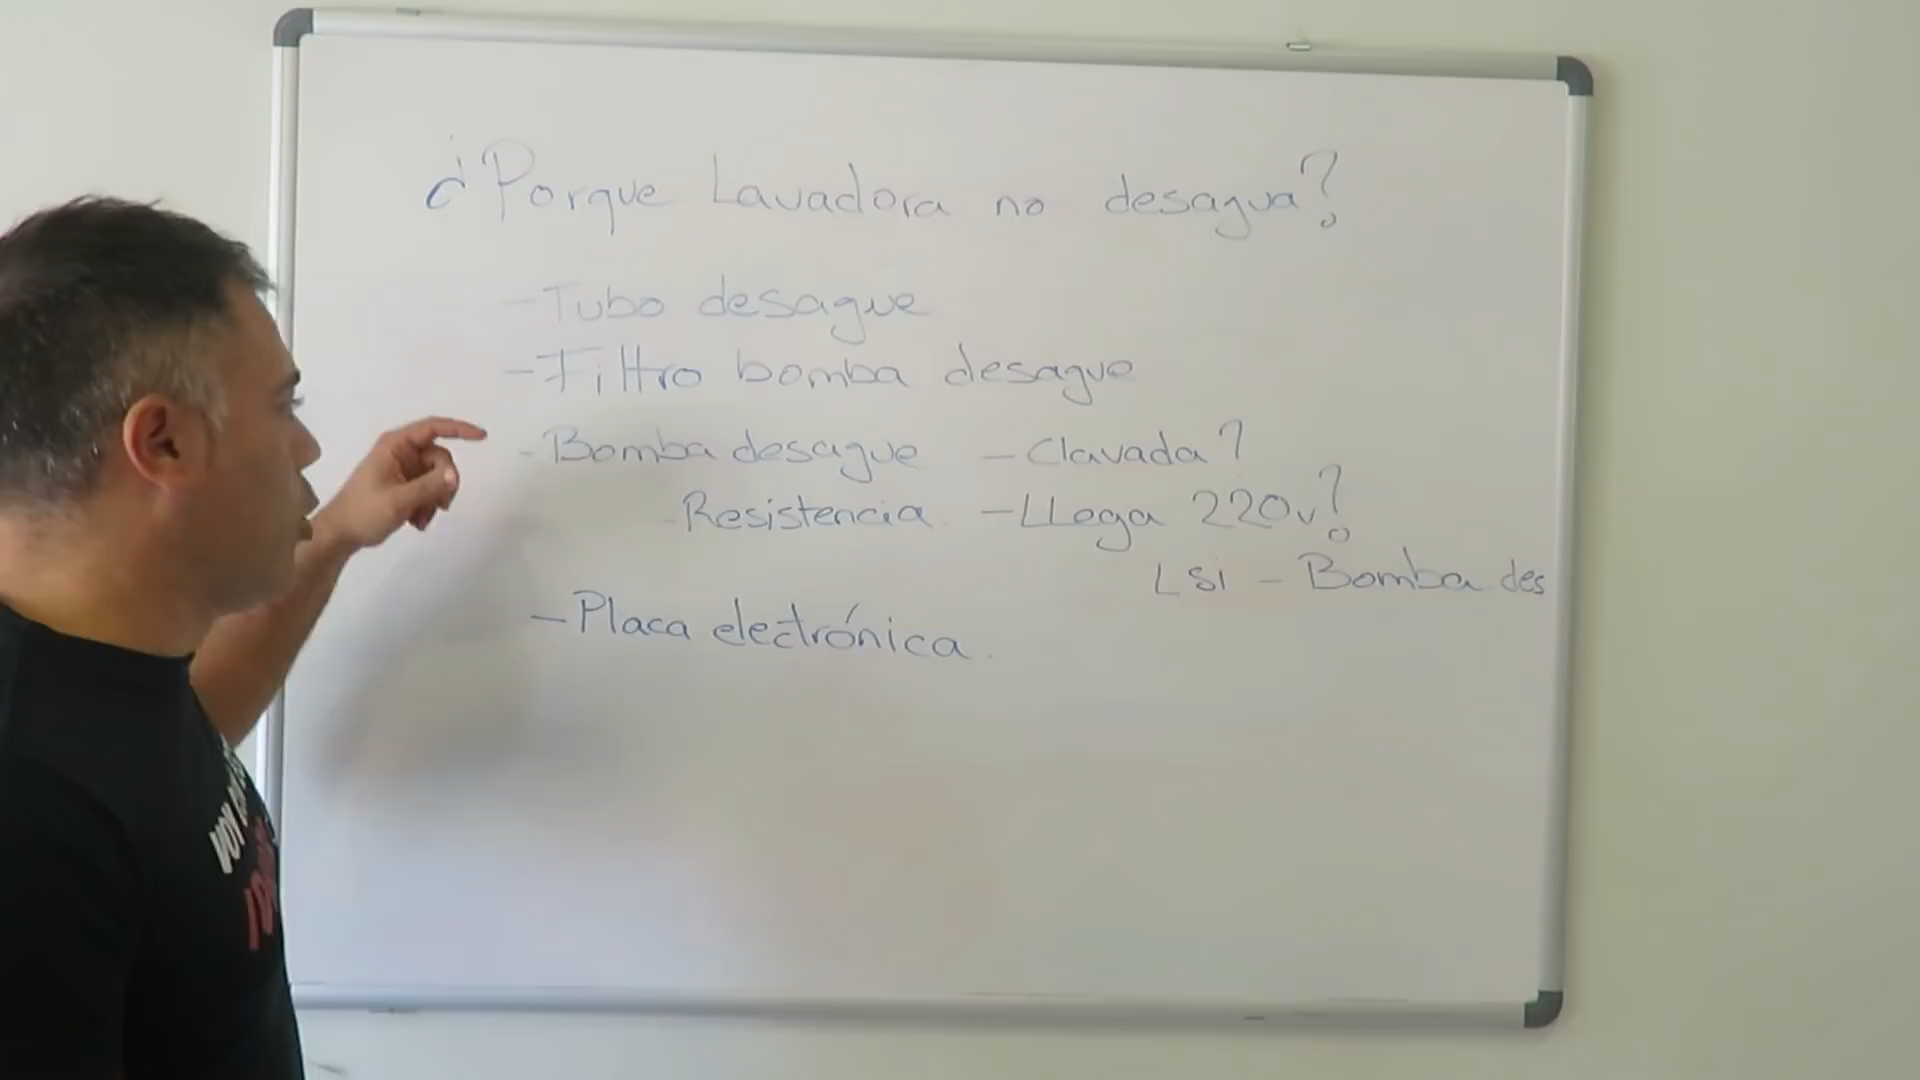 ¿Porque Lavadora no desagua?
- Tubo desague
- Filtro bomba desague
- Bomba desague - Clavada?
Resistencia - LLega 220v?
LSi - Bomba des
- Placa electrónica.